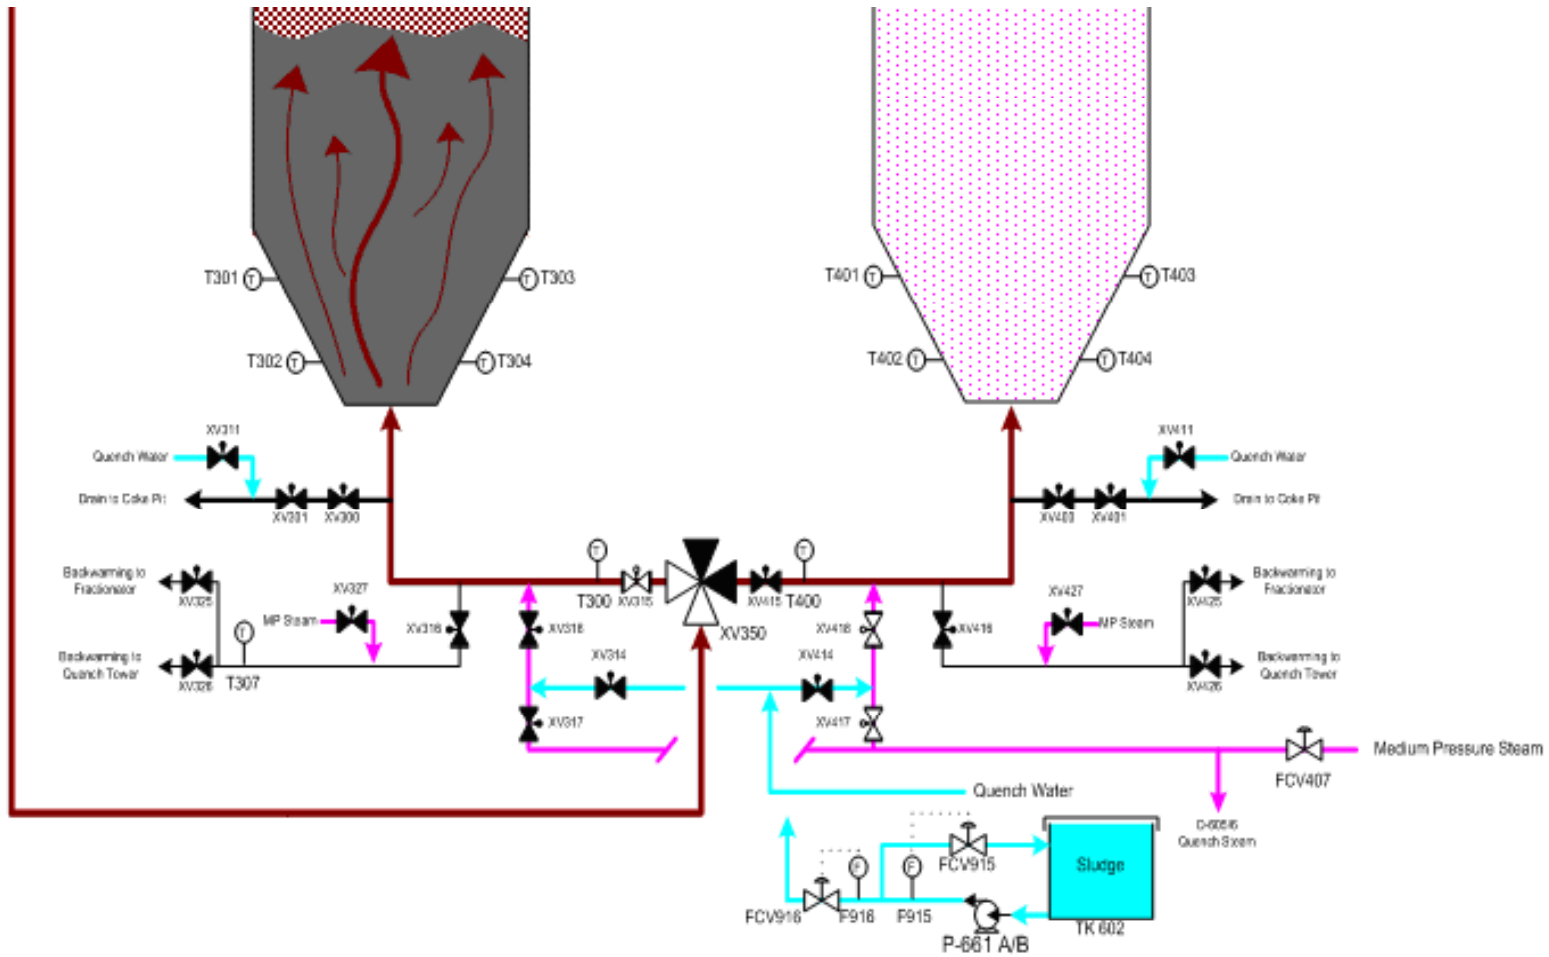 T301
T
T
T303
T401
T
T
T403
T302
T
T
T304
T402
T
T
T404
XV311
XV411
Quench Water
Quench Water
Drain to Coke Pit
Drain to Coke Pit
XV301
XV300
XV400
XV401
T
T
Backwarming to
Fractionator
XV325
XV327
T300
XV315
XV415
T400
XV427
XV425
Backwarming to
Fractionator
MP Steam
T
XV316
XV318
XV350
XV418
XV416
MP Steam
Backwarming to
Quench Tower
XV326
T307
XV314
XV414
XV426
Backwarming to
Quench Tower
XV317
XV417
Medium Pressure Steam
FCV407
Quench Water
D-605/6
Quench Steam
F
F
FCV915
Sludge
FCV916
F916
F915
P-661 A/B
TK 602